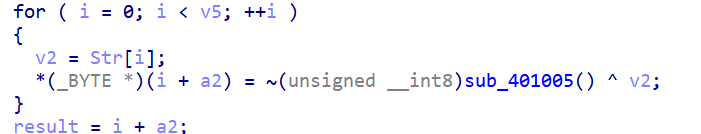 for ( i = 0; i < v5; ++i )
{
v2 = Str[i];
*(_BYTE *)(i + a2) = ~(unsigned __int8)sub_401005() ^ v2;
}
result = i + a2;